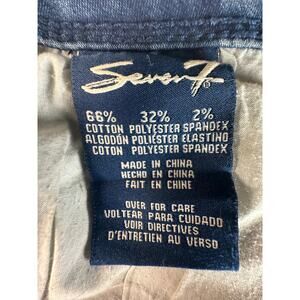 Seven7
66% 32% 2%
COTTON POLYESTER SPANDEX
ALGODÓN POLIÉSTER ELASTINO
COTON POLYESTER SPANDEX
MADE IN CHINA
HECHO EN CHINA
FAIT EN CHINE
OVER FOR CARE
VOLTEAR PARA CUIDADO
VOIR DIRECTIVES
D'ENTRETIEN AU VERSO